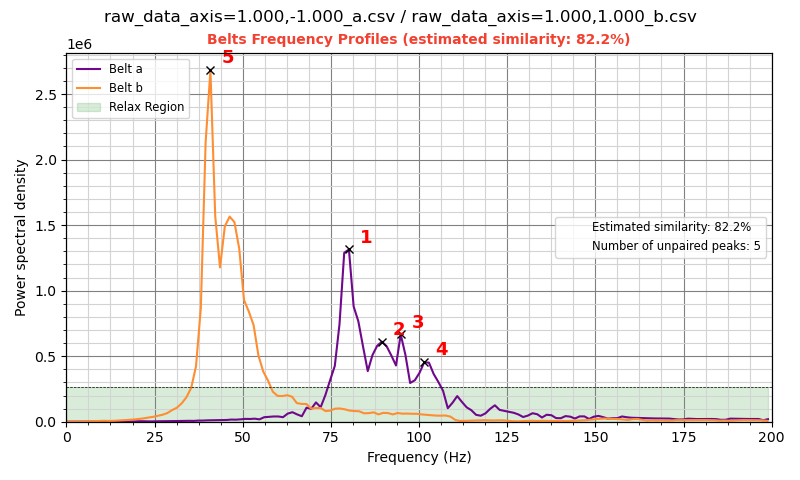 raw_data_axis=1.000,-1.000_a.csv / raw_data_axis=1.000,1.000_b.csv
Belts Frequency Profiles (estimated similarity: 82.2%)
1e6
5
Belt a
Belt b
Relax Region
2.5
2.0
1.5
1.0
0.5
0.0
Power spectral density
Estimated similarity: 82.2%
Number of unpaired peaks: 5
1
2
3
4
0
25
50
75
100
125
150
175
200
Frequency (Hz)